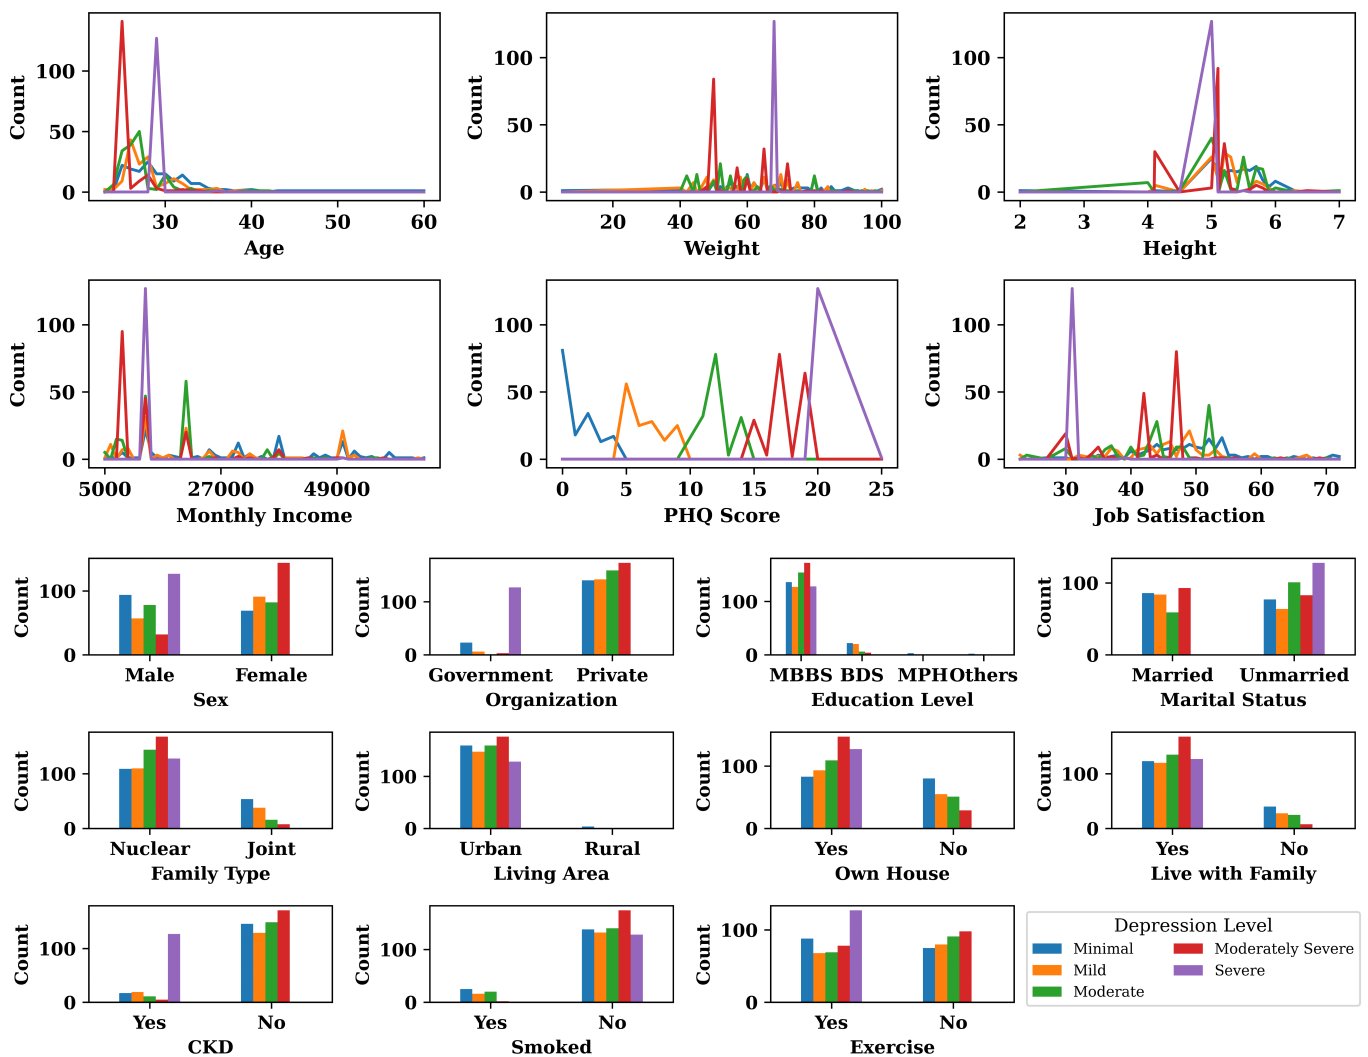 Count
100
50
0
30
40
50
60
Age
Count
100
50
0
20
40
60
80
100
Weight
Count
100
50
0
2
3
4
5
6
7
Height
Count
100
50
0
5000
27000
49000
Monthly Income
Count
100
50
0
0
5
10
15
20
25
PHQ Score
Count
100
50
0
30
40
50
60
70
Job Satisfaction
Count
100
0
Male
Female
Sex
Count
100
0
Government
Private
Organization
Count
100
0
MBBS
BDS
MPH
Others
Education Level
Count
100
0
Married
Unmarried
Marital Status
Count
100
0
Nuclear
Joint
Family Type
Count
100
0
Urban
Rural
Living Area
Count
100
0
Yes
No
Own House
Count
100
0
Yes
No
Live with Family
Count
100
0
Yes
No
CKD
Count
100
0
Yes
No
Smoked
Count
100
0
Yes
No
Exercise
Depression Level
Minimal
Mild
Moderate
Moderately Severe
Severe